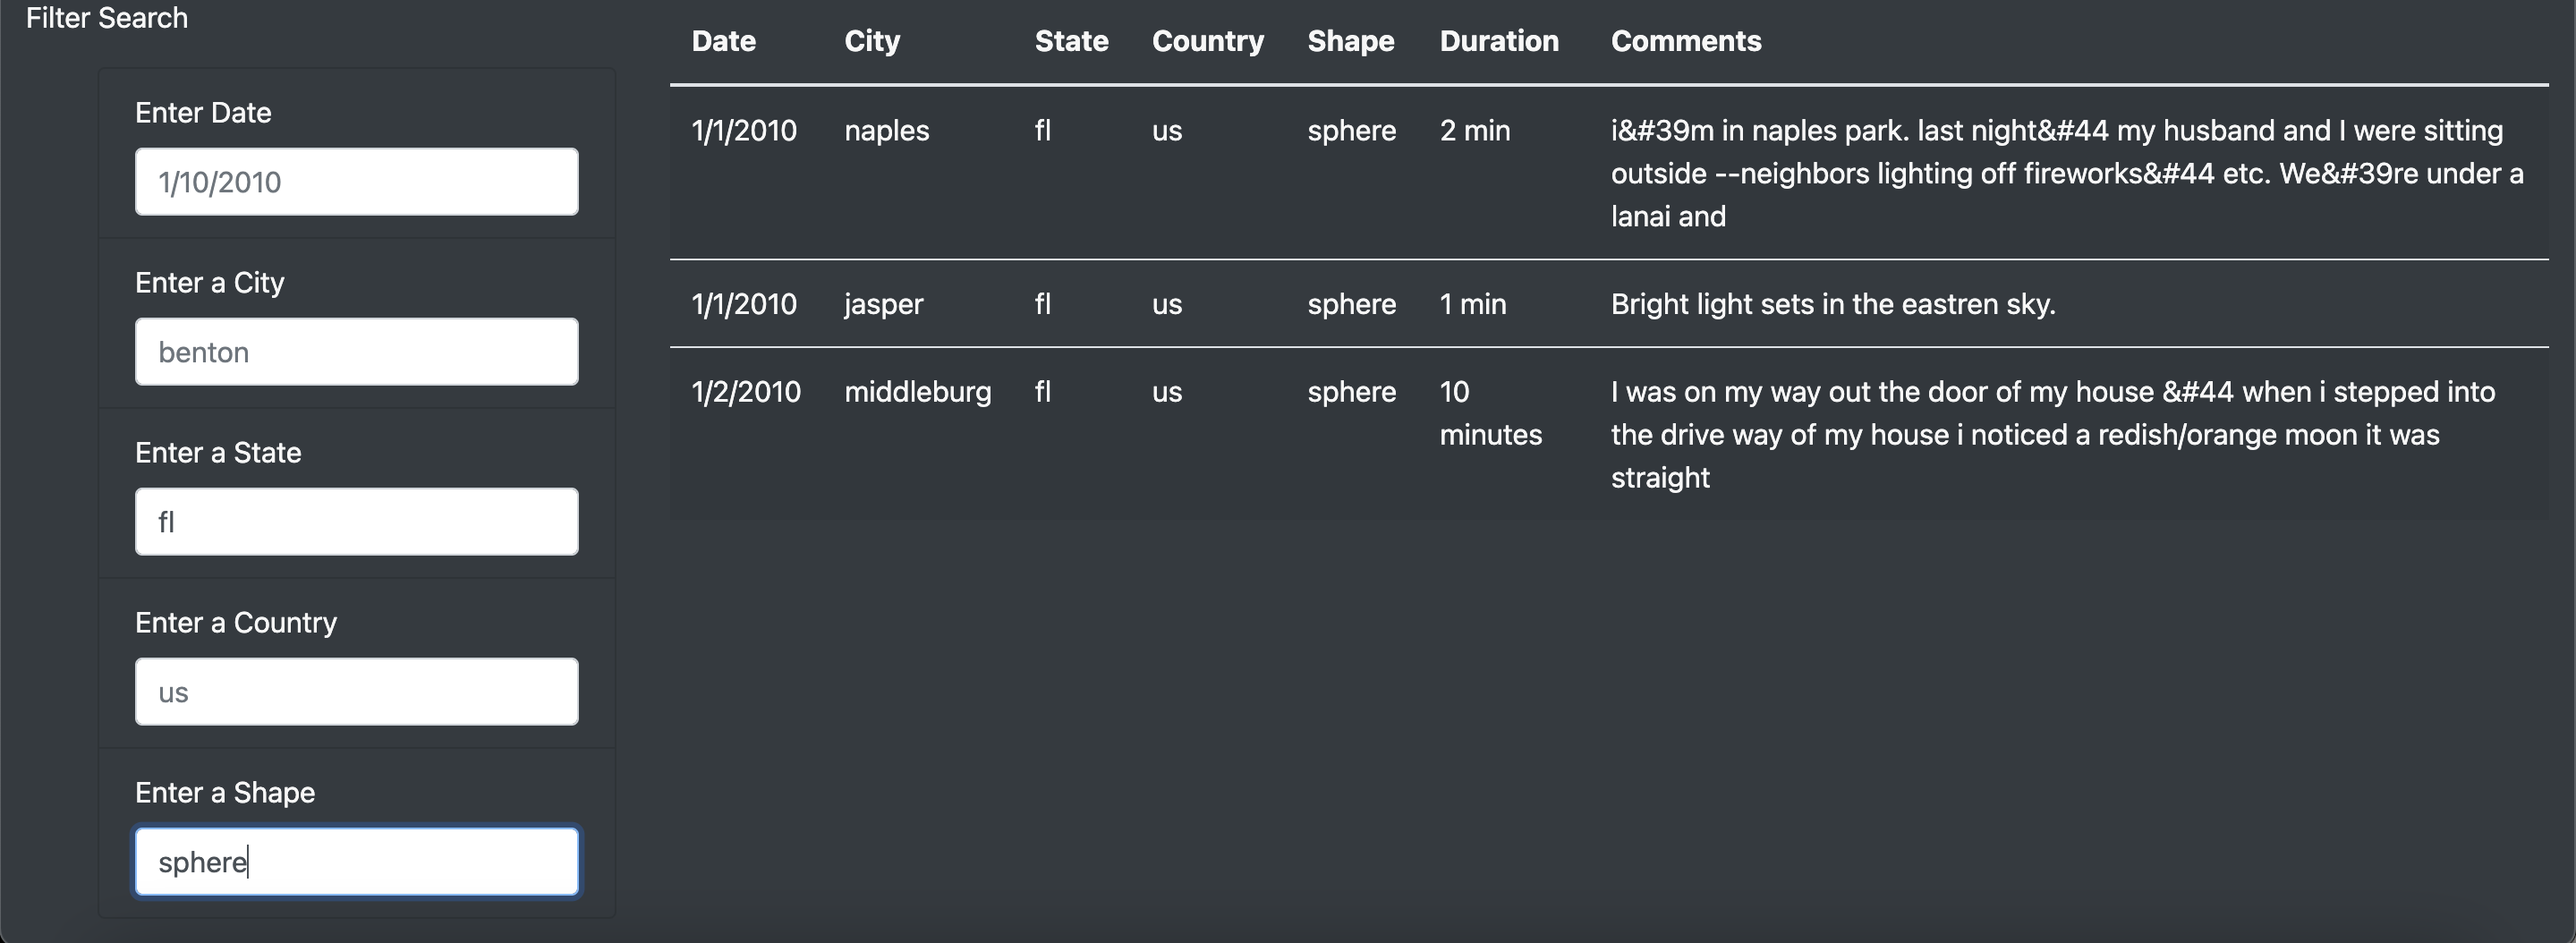 Filter Search
Enter Date
1/10/2010
Enter a City
benton
Enter a State
fl
Enter a Country
us
Enter a Shape
sphere
Date City State Country Shape Duration Comments
1/1/2010 naples fl us sphere 2 min i&#39m in naples park. last night&#44 my husband and I were sitting
outside --neighbors lighting off fireworks&#44 etc. We&#39re under a
lanai and
1/1/2010 jasper fl us sphere 1 min Bright light sets in the eastren sky.
1/2/2010 middleburg fl us sphere 10 I was on my way out the door of my house &#44 when i stepped into
minutes the drive way of my house i noticed a redish/orange moon it was
straight